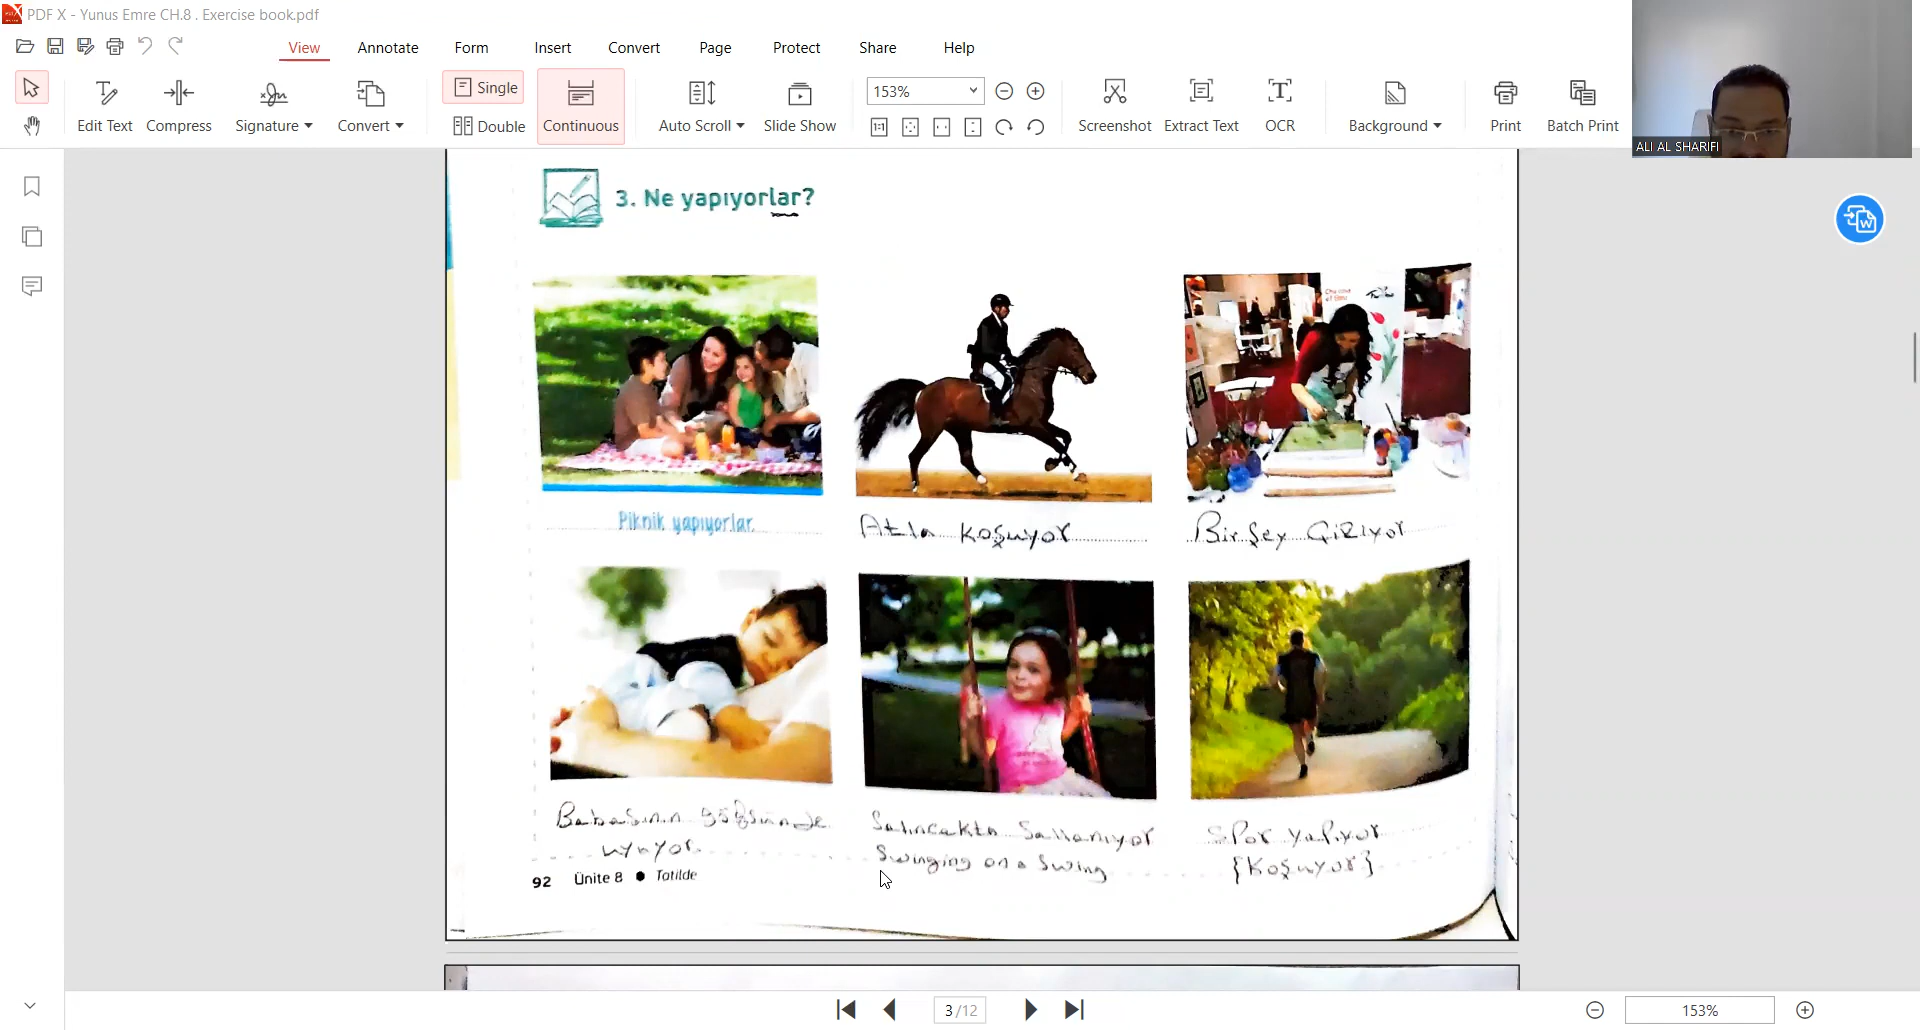 PDF X - Yunus Emre CH.8 . Exercise book.pdf
View Annotate Form Insert Convert Page Protect Share Help
Single
153%
Double
Edit Text Compress Signature Convert Continuous Auto Scroll Slide Show Screenshot Extract Text OCR Background Print Batch Print
ALI AL SHARIFI
3. Ne yapıyorlar?
Piknik yapıyorlar.
Atla koşuyor
Bir şey Çiziyor
Babasının göğsünde
uyuyor.
Salıncakta Sallanıyor
Swinging on a Swing
Spor yapıyor
{Koşuyor}
92 Ünite 8 ● Tatilde
3 /12
153%